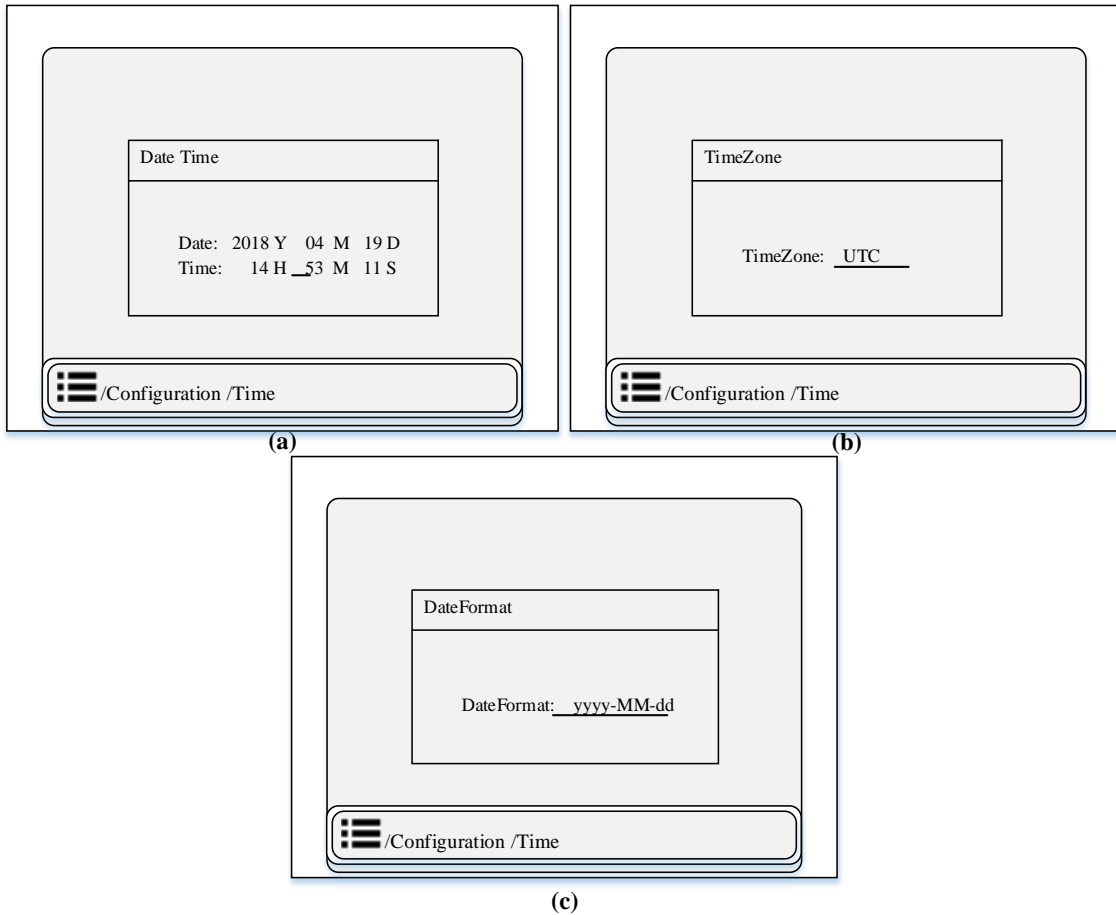 Date Time
Date: 2018 Y 04 M 19 D
Time: 14 H 53 M 11 S
/Configuration /Time
(a)
TimeZone
TimeZone: UTC
/Configuration /Time
(b)
DateFormat
DateFormat: yyyy-MM-dd
/Configuration /Time
(c)